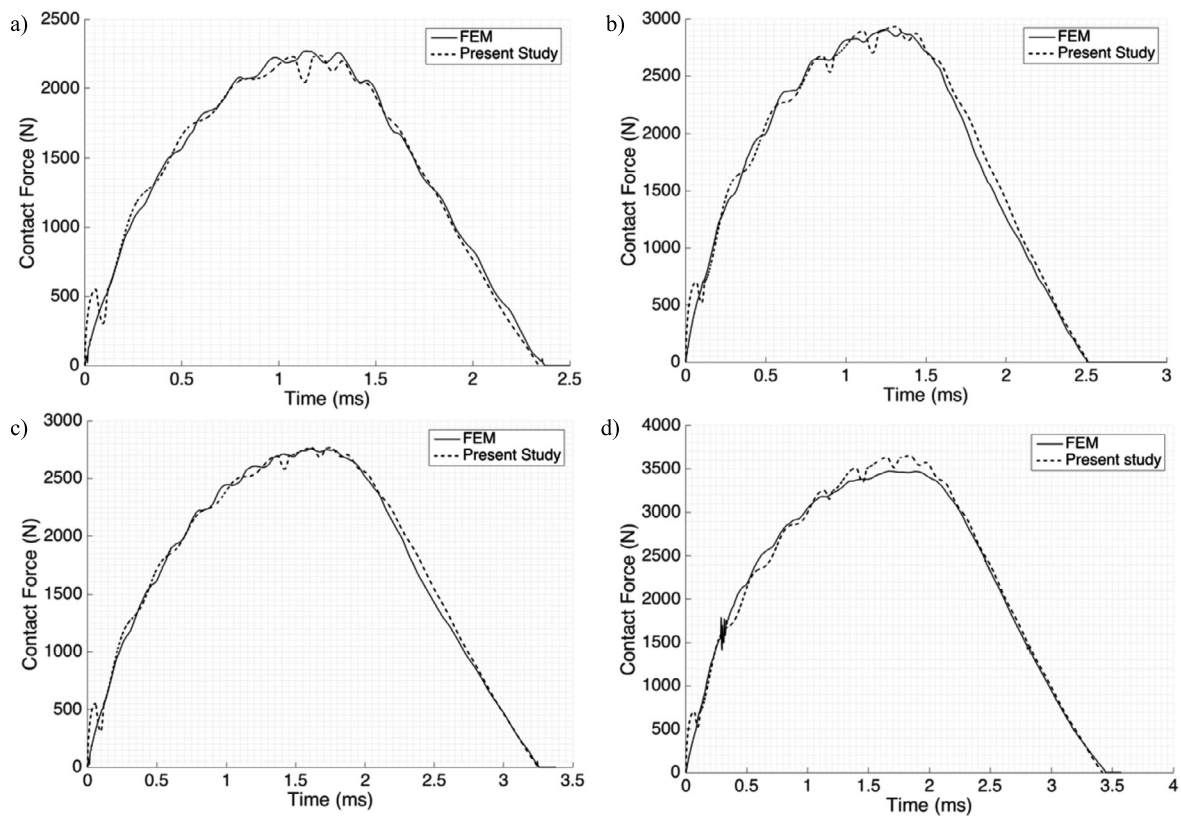 a)
2500
2000
1500
1000
500
0
Contact Force (N)
FEM
Present Study
0 0.5 1 1.5 2 2.5
Time (ms)
b)
3000
2500
2000
1500
1000
500
0
Contact Force (N)
FEM
Present Study
0 0.5 1 1.5 2 2.5 3
Time (ms)
c)
3000
2500
2000
1500
1000
500
0
Contact Force (N)
FEM
Present Study
0 0.5 1 1.5 2 2.5 3 3.5
Time (ms)
d)
4000
3500
3000
2500
2000
1500
1000
500
0
Contact Force (N)
FEM
Present study
0 0.5 1 1.5 2 2.5 3 3.5 4
Time (ms)